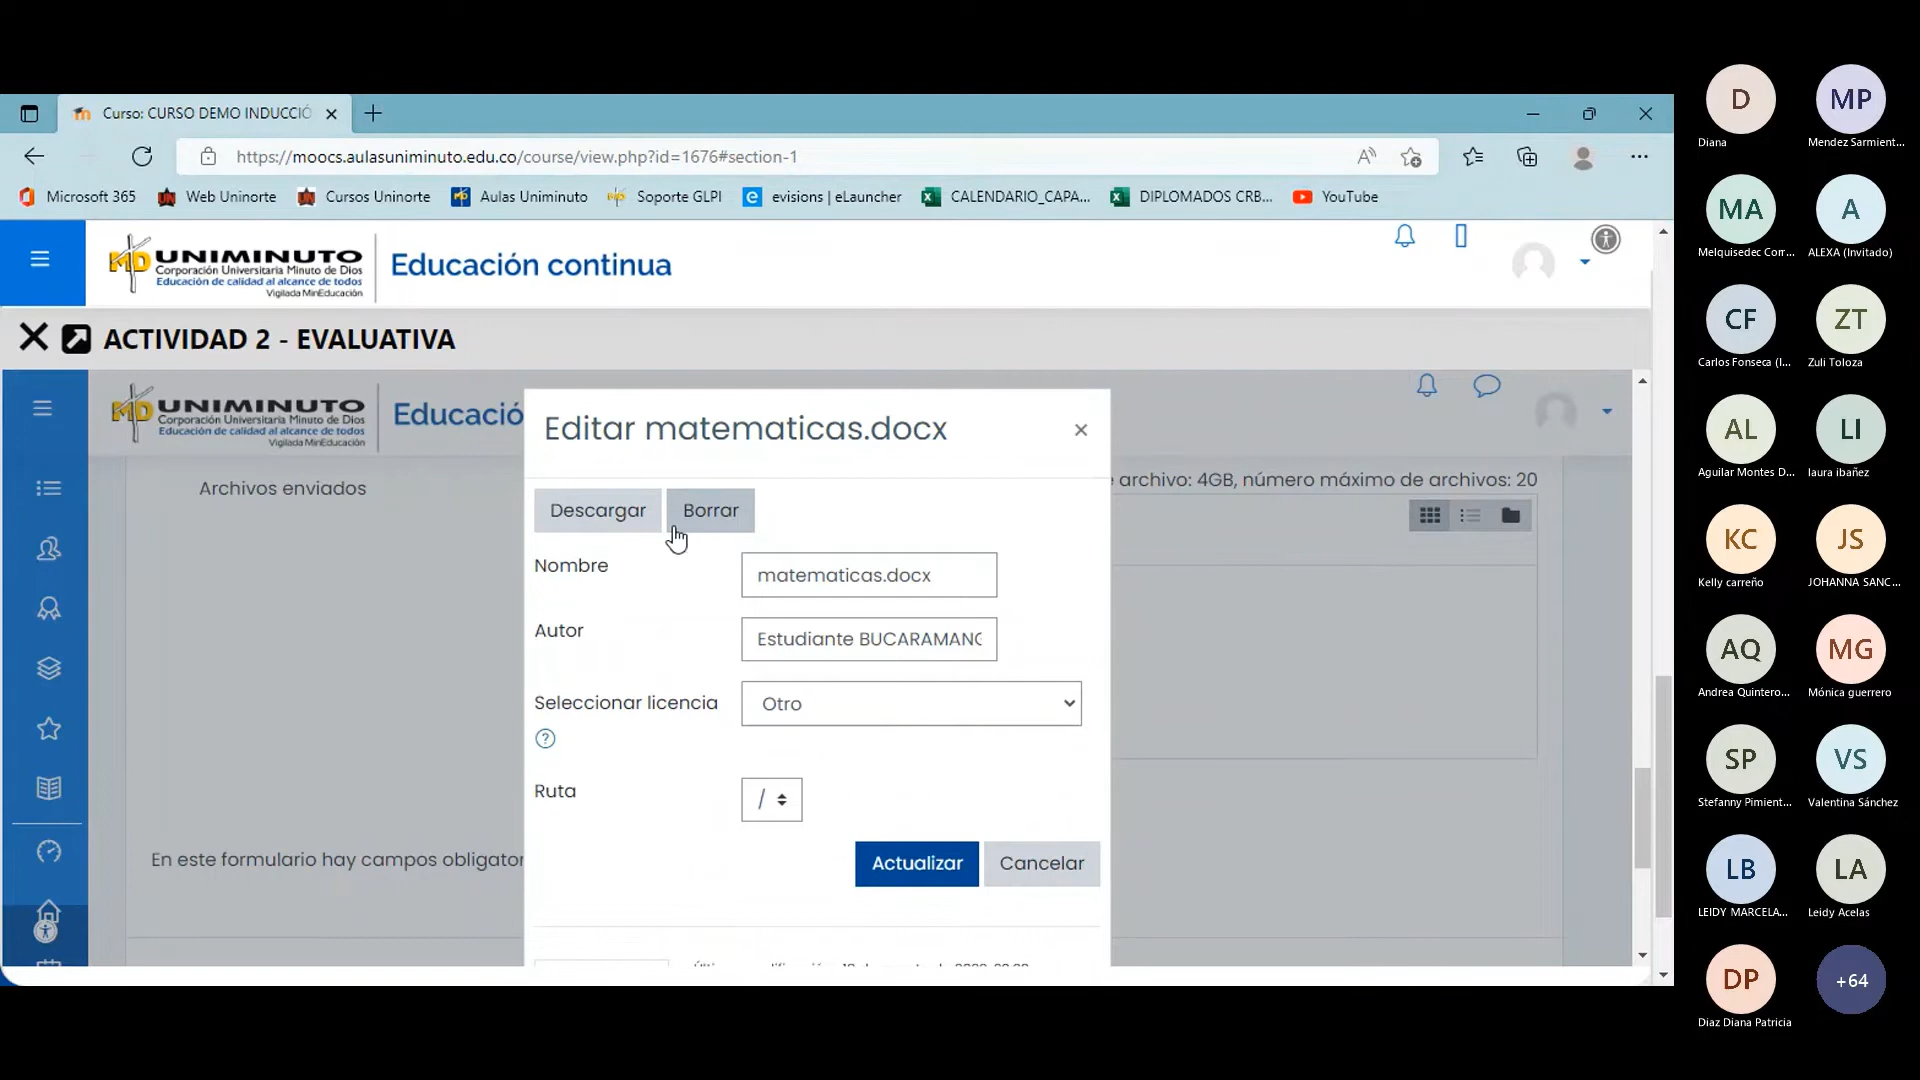 Curso: CURSO DEMO INDUCCIÓ
https://moocs.aulasuniminuto.edu.co/course/view.php?id=1676#section-1
Microsoft 365
Web Uninorte
Cursos Uninorte
Aulas Uniminuto
Soporte GLPI
evisions | eLauncher
CALENDARIO_CAPA...
DIPLOMADOS CRB...
YouTube
UNIMINUTO
Corporación Universitaria Minuto de Dios
Educación de calidad al alcance de todos
Vigilada MinEducación
Educación continua
ACTIVIDAD 2 - EVALUATIVA
UNIMINUTO
Corporación Universitaria Minuto de Dios
Educación de calidad al alcance de todos
Vigilada MinEducación
Educació
Archivos enviados
archivo: 4GB, número máximo de archivos: 20
En este formulario hay campos obligator
Editar matematicas.docx
Descargar
Borrar
Nombre
matematicas.docx
Autor
Estudiante BUCARAMANG
Seleccionar licencia
Otro
?
Ruta
/
Actualizar
Cancelar
D
Diana
MP
Mendez Sarmient...
MA
Melquisedec Corr...
A
ALEXA (Invitado)
CF
Carlos Fonseca (I...
ZT
Zuli Toloza
AL
Aguilar Montes D...
LI
laura ibañez
KC
Kelly carreño
JS
JOHANNA SANC...
AQ
Andrea Quintero...
MG
Mónica guerrero
SP
Stefanny Pimient...
VS
Valentina Sánchez
LB
LEIDY MARCELA...
LA
Leidy Acelas
DP
Diaz Diana Patricia
+64